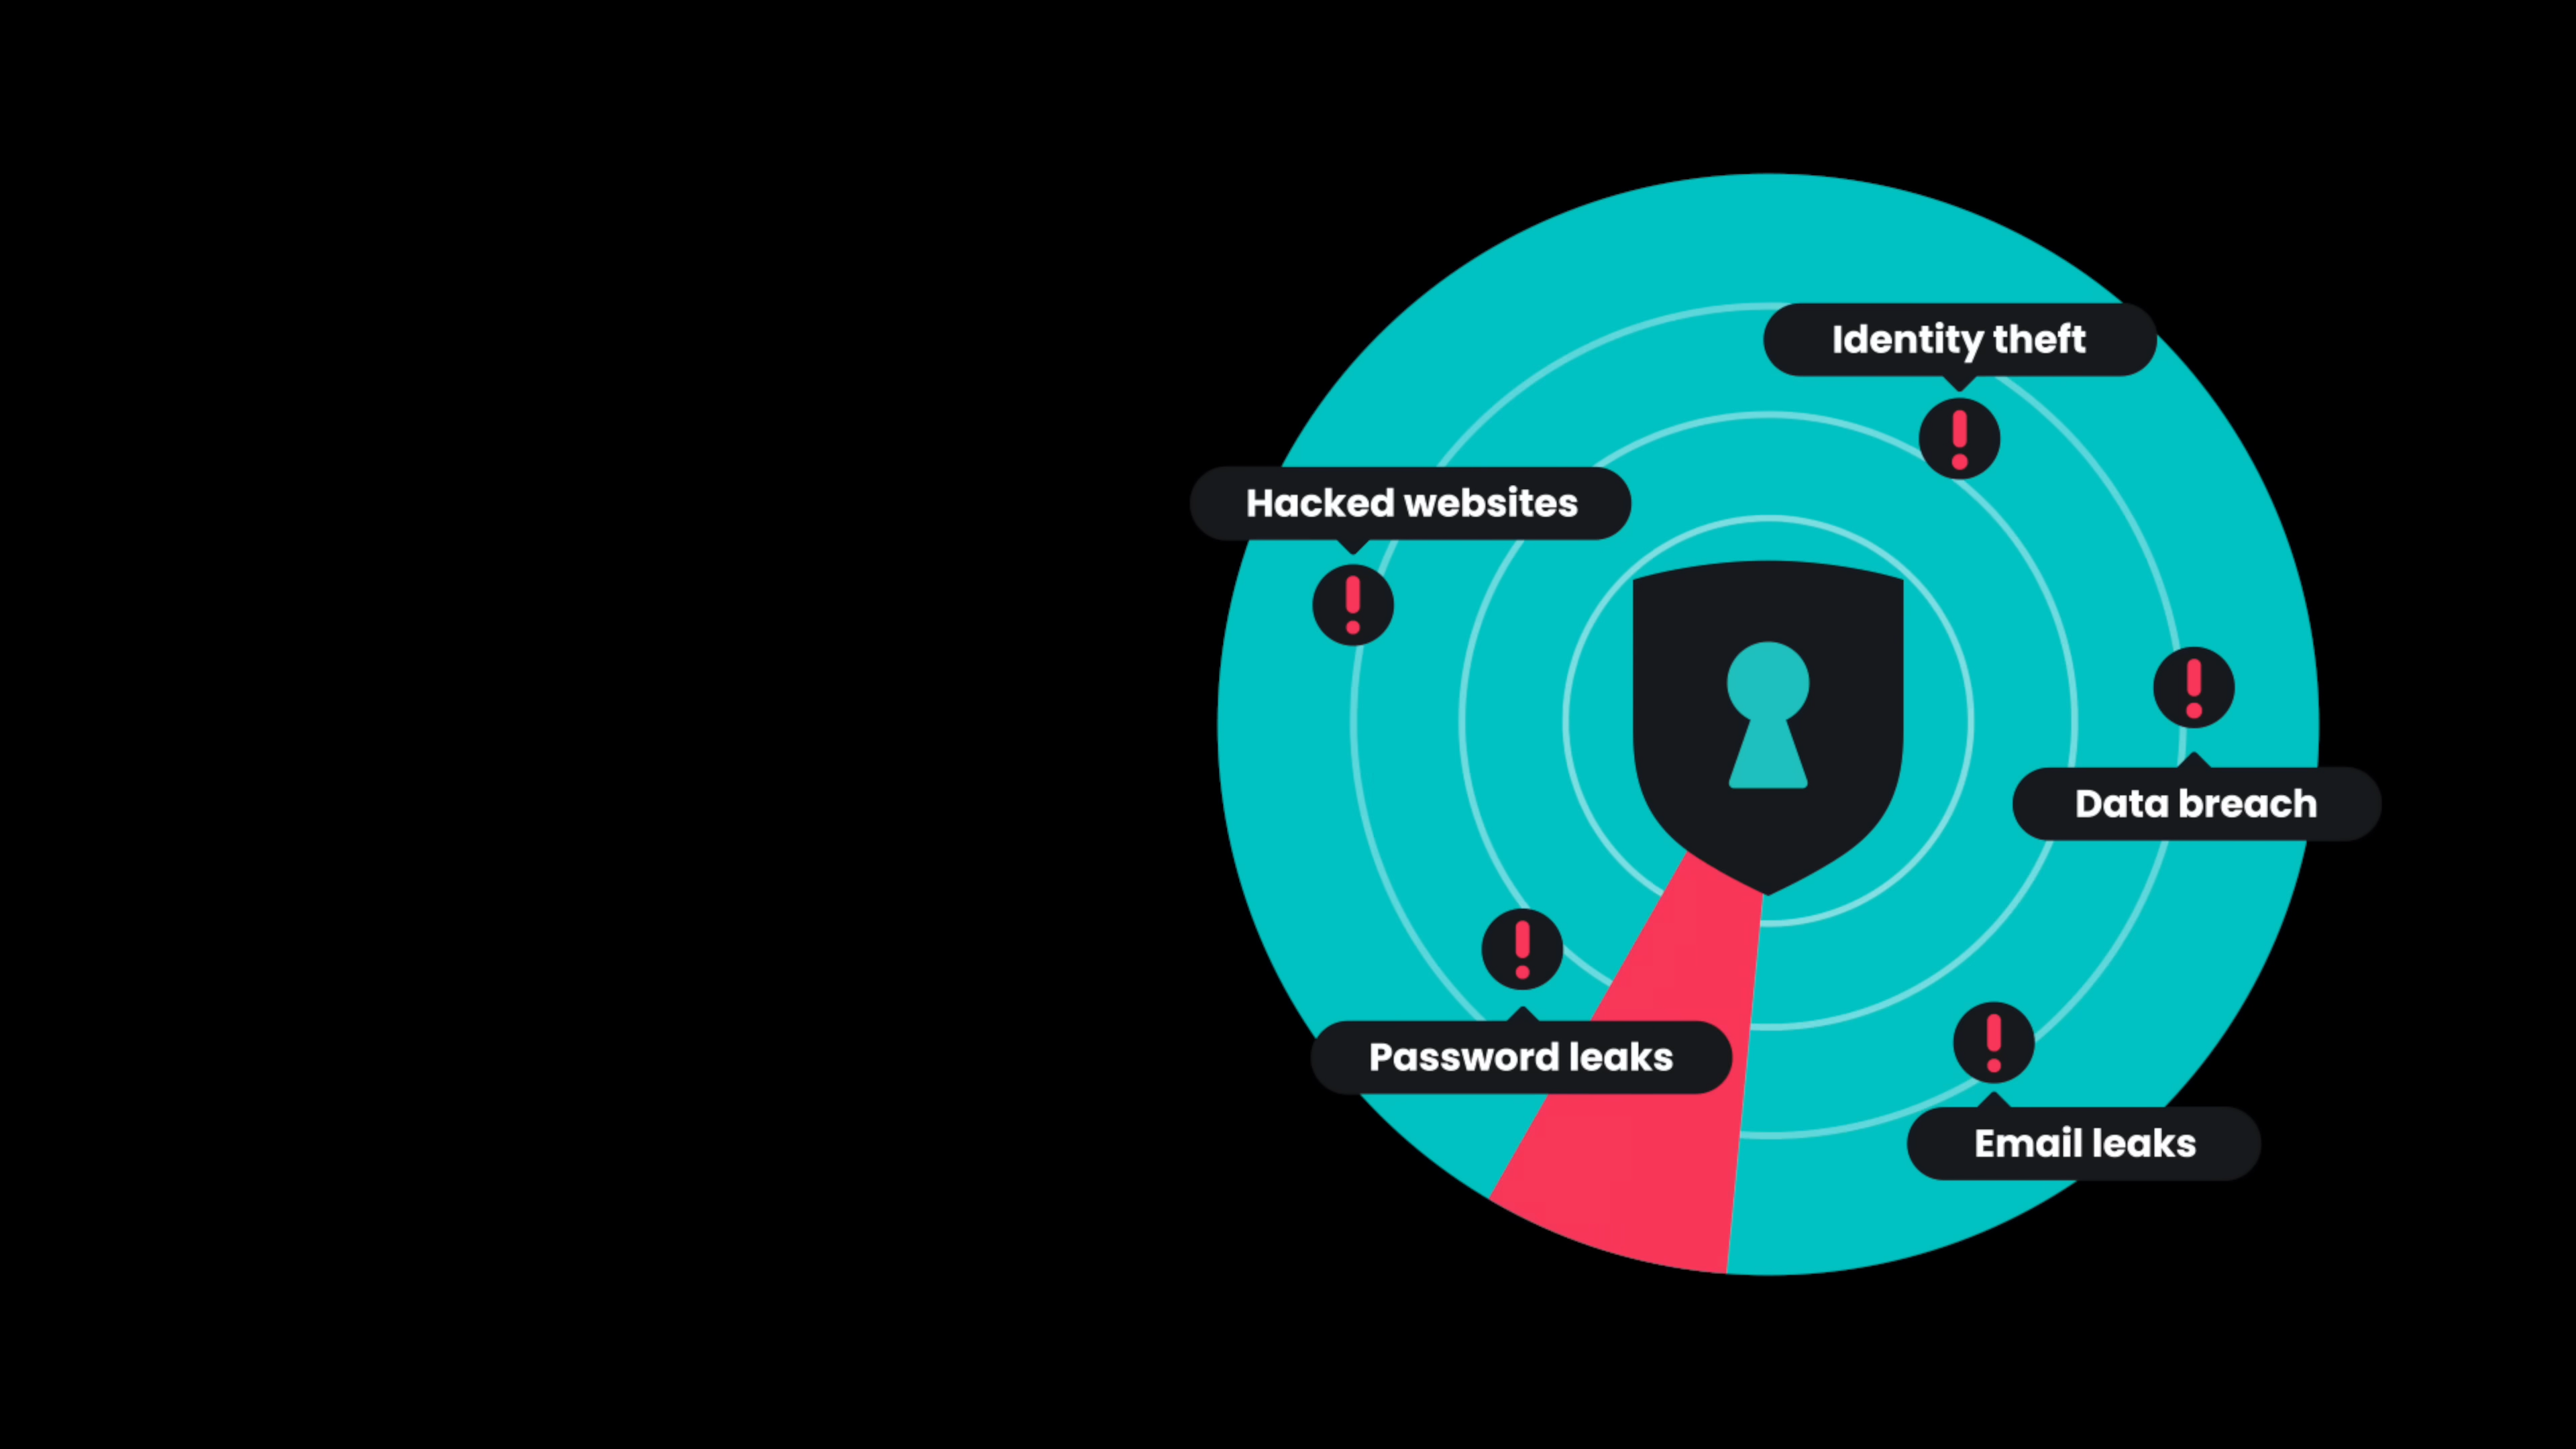 Identity theft
Hacked websites
Data breach
Password leaks
Email leaks